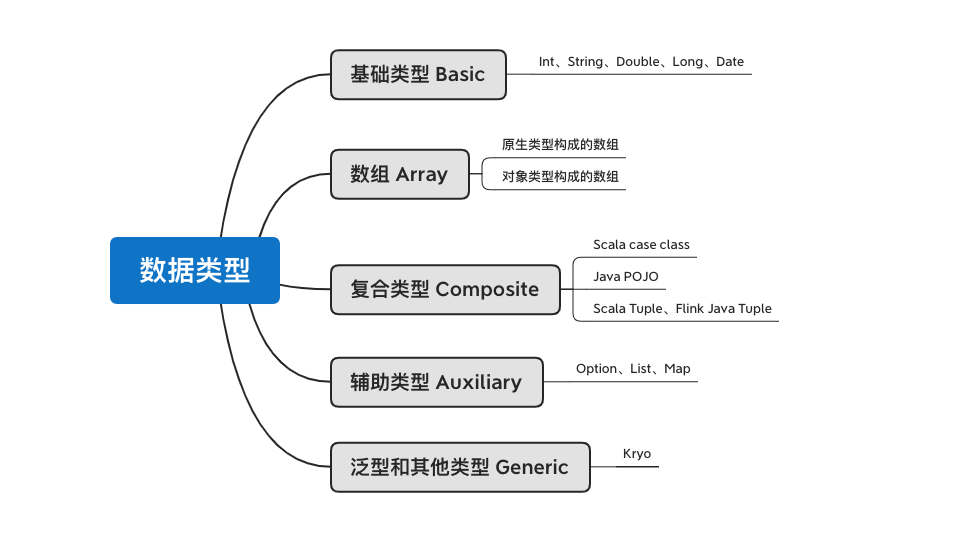 数据类型
基础类型 Basic
Int、String、Double、Long、Date
数组 Array
原生类型构成的数组
对象类型构成的数组
复合类型 Composite
Scala case class
Java POJO
Scala Tuple、Flink Java Tuple
辅助类型 Auxiliary
Option、List、Map
泛型和其他类型 Generic
Kryo